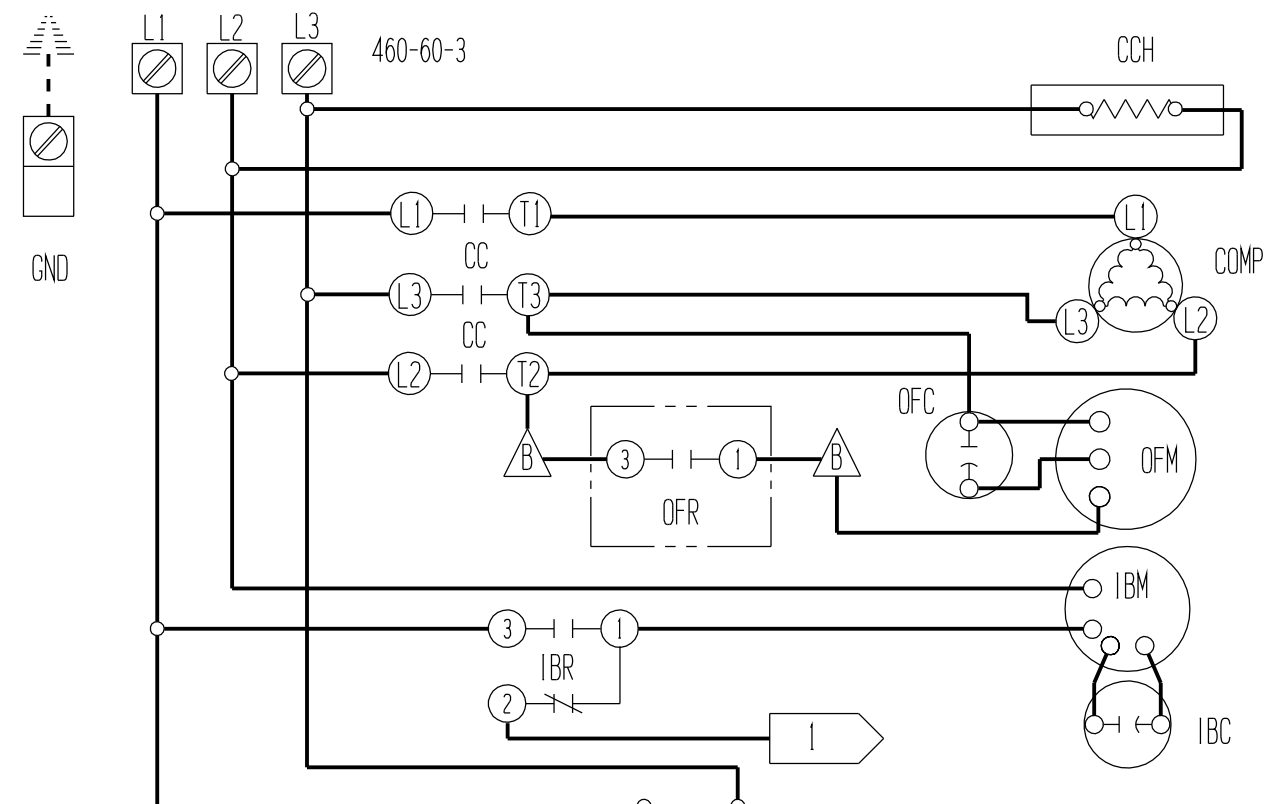 L1 L2 L3
460-60-3
CCH
GND
L1 T1 L1
CC
COMP
L3 T3
L3 L2
CC
L2 T2
OFC
B 3 1 B
OFM
OFR
IBM
3 1
IBR
2
1
IBC